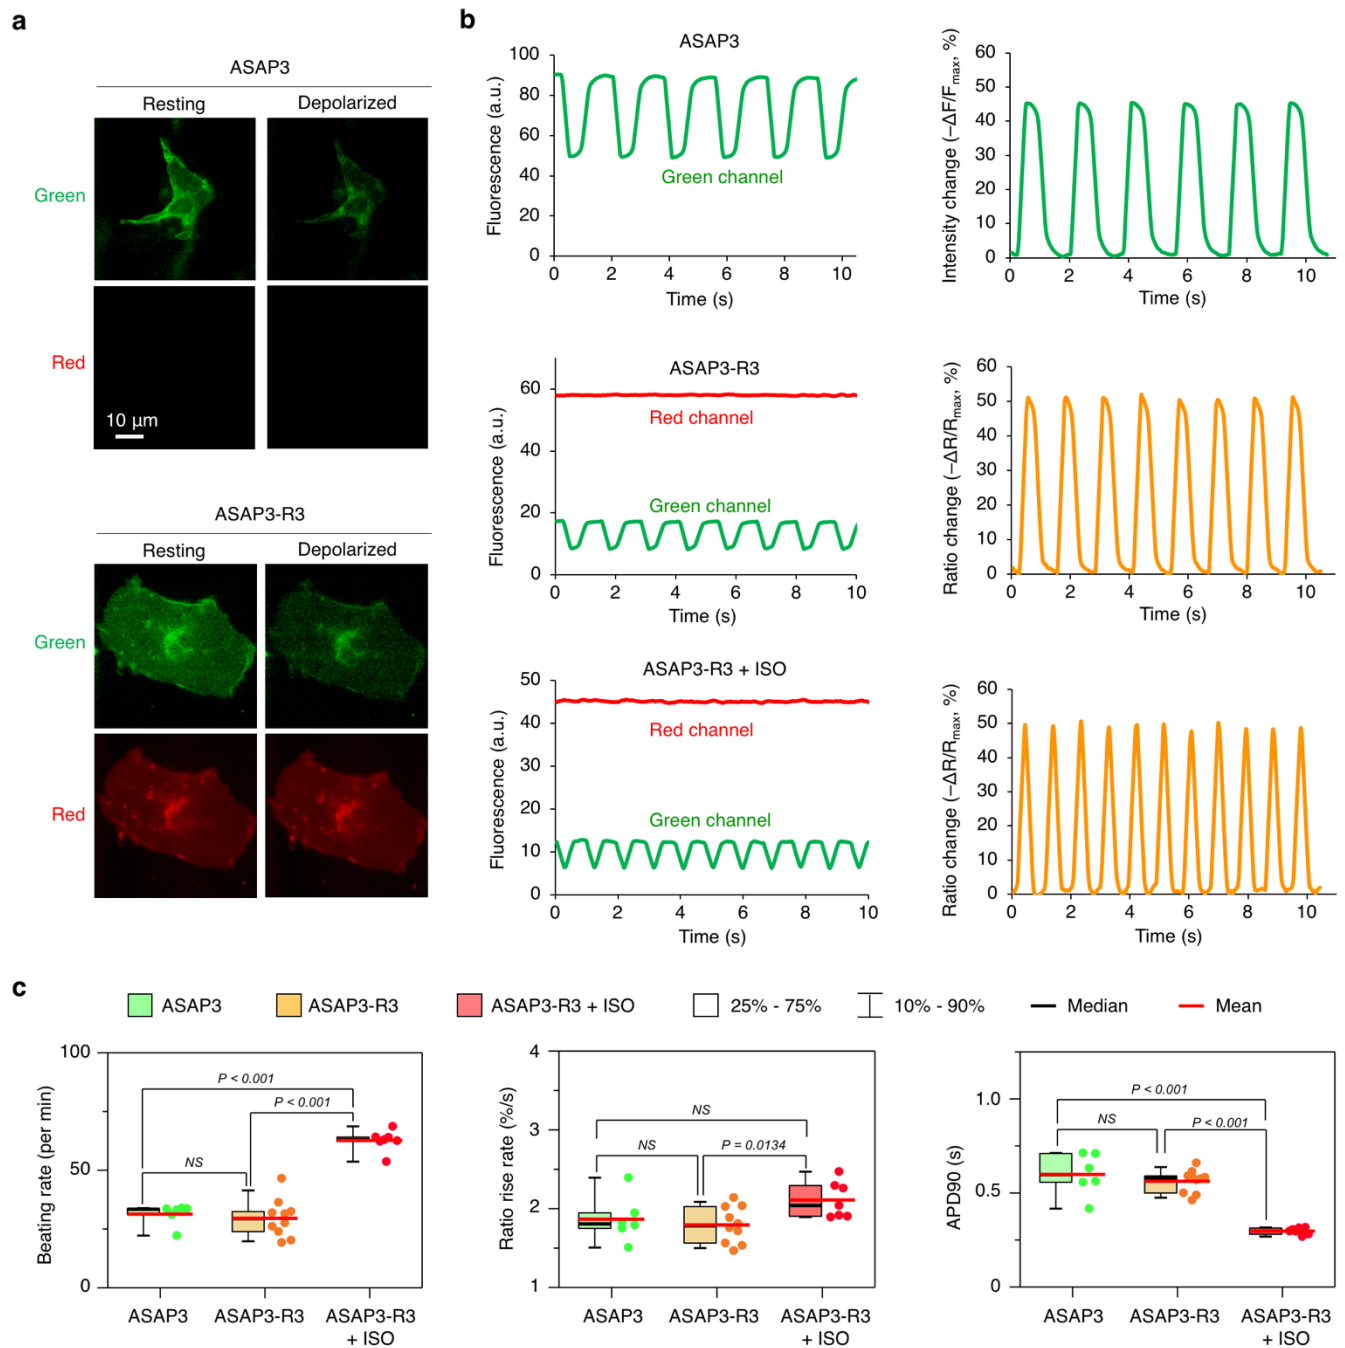 a
ASAP3
Resting
Depolarized
Green
Red
10 µm
ASAP3-R3
Resting
Depolarized
Green
Red
b
ASAP3
Fluorescence (a.u.)
100
80
60
40
20
0
Green channel
0 2 4 6 8 10
Time (s)
Intensity change (−ΔF/Fmax, %)
60
50
40
30
20
10
0
0 2 4 6 8 10
Time (s)
ASAP3-R3
Fluorescence (a.u.)
60
40
20
0
Red channel
Green channel
0 2 4 6 8 10
Time (s)
Ratio change (−ΔR/Rmax, %)
60
50
40
30
20
10
0
0 2 4 6 8 10
Time (s)
ASAP3-R3 + ISO
Fluorescence (a.u.)
50
40
30
20
10
0
Red channel
Green channel
0 2 4 6 8 10
Time (s)
Ratio change (−ΔR/Rmax, %)
60
50
40
30
20
10
0
0 2 4 6 8 10
Time (s)
c
ASAP3 ASAP3-R3 ASAP3-R3 + ISO 25% - 75% 10% - 90% Median Mean
Beating rate (per min)
100
50
0
P < 0.001
P < 0.001
NS
ASAP3 ASAP3-R3 ASAP3-R3
+ ISO
Ratio rise rate (%/s)
4
3
2
1
NS
NS
P = 0.0134
ASAP3 ASAP3-R3 ASAP3-R3
+ ISO
APD90 (s)
1.0
0.5
0
P < 0.001
NS
P < 0.001
ASAP3 ASAP3-R3 ASAP3-R3
+ ISO